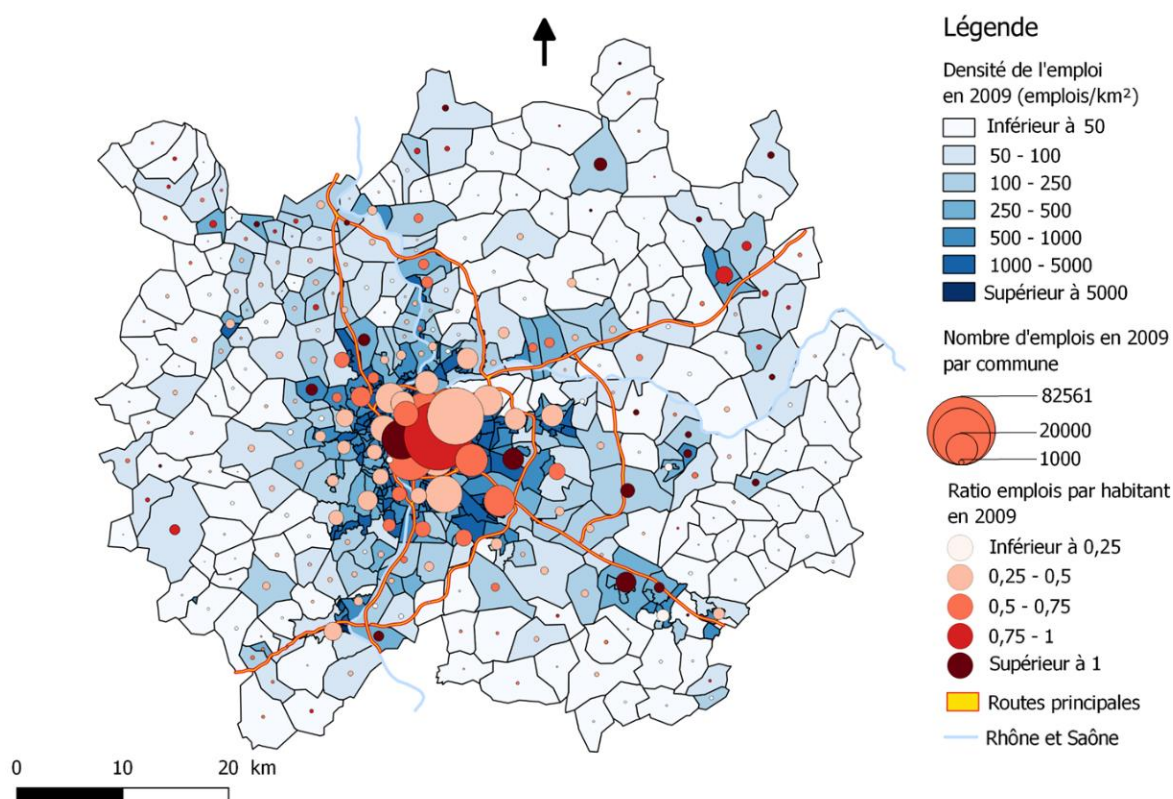 Légende
Densité de l'emploi
en 2009 (emplois/km²)
Inférieur à 50
50 - 100
100 - 250
250 - 500
500 - 1000
1000 - 5000
Supérieur à 5000
Nombre d'emplois en 2009
par commune
82561
20000
1000
Ratio emplois par habitant
en 2009
Inférieur à 0,25
0,25 - 0,5
0,5 - 0,75
0,75 - 1
Supérieur à 1
Routes principales
Rhône et Saône
0 10 20 km